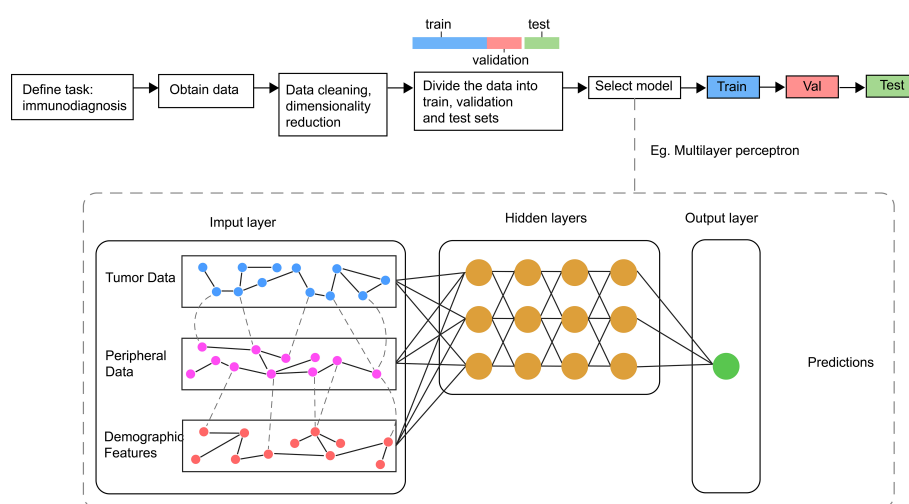 train
test
validation
Define task:
immunodiagnosis
Obtain data
Data cleaning,
dimensionality
reduction
Divide the data into
train, validation
and test sets
Select model
Train
Val
Test
Eg. Multilayer perceptron
Imput layer
Hidden layers
Output layer
Tumor Data
Peripheral
Data
Demographic
Features
Predictions